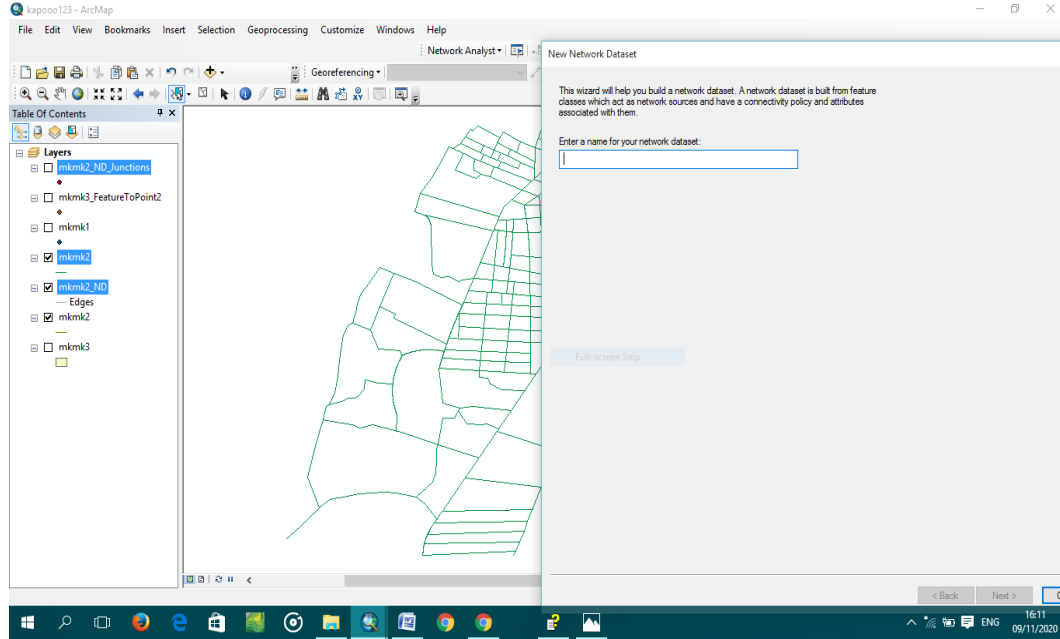 kapooo123 - ArcMap
File Edit View Bookmarks Insert Selection Geoprocessing Customize Windows Help
Network Analyst
Georeferencing
Table Of Contents
Layers
mkmk2_ND_Junctions
mkmk3_FeatureToPoint2
mkmk1
mkmk2
mkmk2_ND
Edges
mkmk2
mkmk3
New Network Dataset
This wizard will help you build a network dataset. A network dataset is built from feature
classes which act as network sources and have a connectivity policy and attributes
associated with them.
Enter a name for your network dataset:
Full-screen Snip
< Back Next >
ENG 16:11
09/11/2020